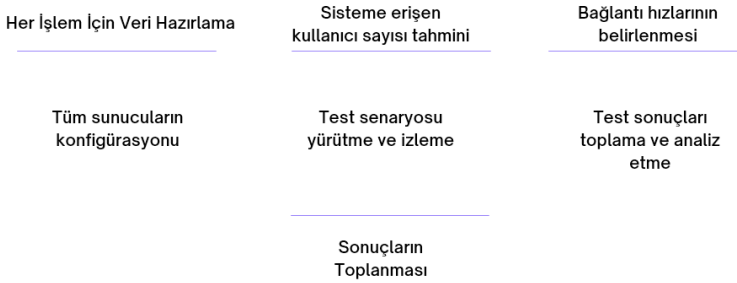 Her İşlem İçin Veri Hazırlama
Sisteme erişen
kullanıcı sayısı tahmini
Bağlantı hızlarının
belirlenmesi
Tüm sunucuların
konfigürasyonu
Test senaryosu
yürütme ve izleme
Test sonuçları
toplama ve analiz
etme
Sonuçların
Toplanması